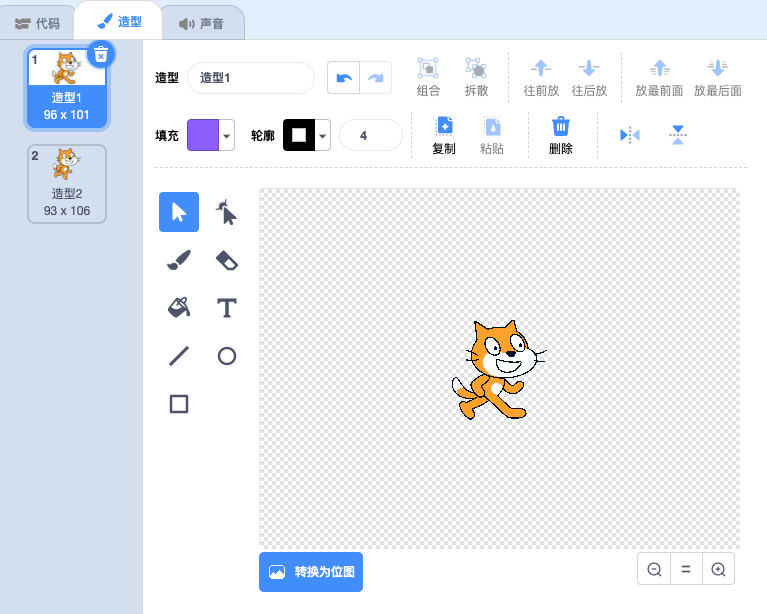 代码
造型
声音
1
造型1
96 x 101
2
造型2
93 x 106
造型
造型1
组合
拆散
往前放
往后放
放最前面
放最后面
填充
轮廓
4
复制
粘贴
删除
T
转换为位图
=